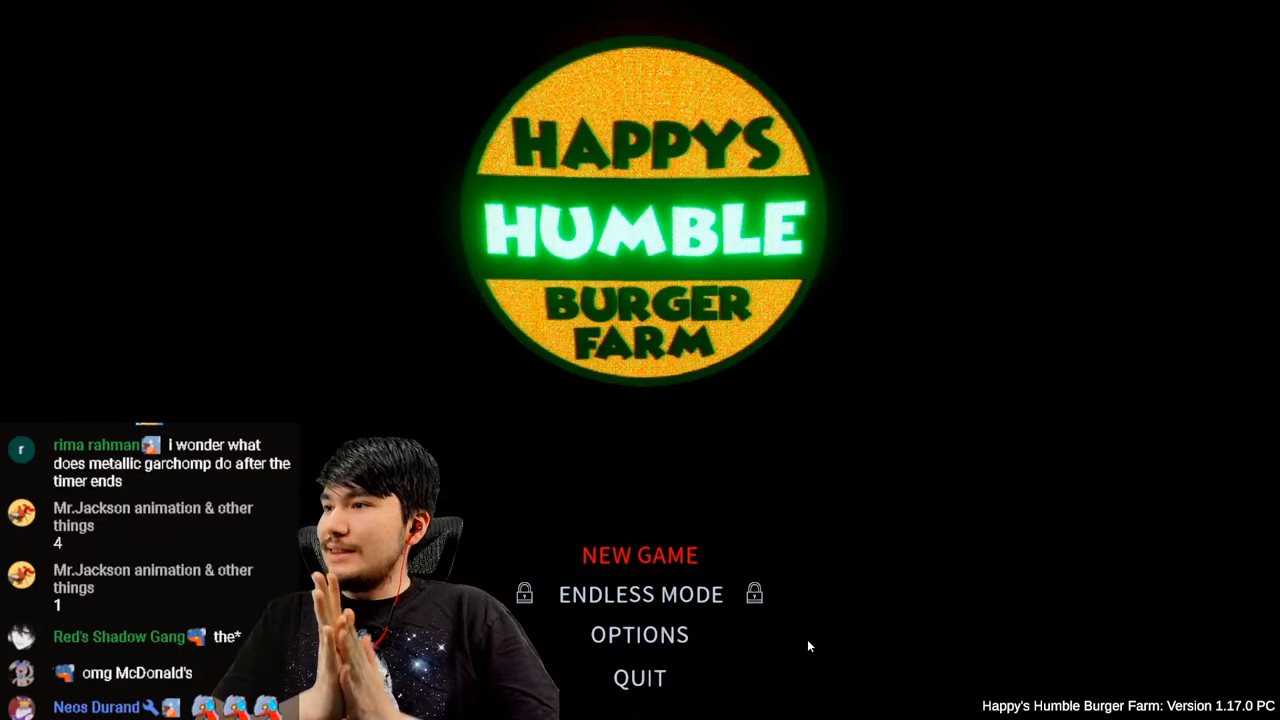 HAPPYS
HUMBLE
BURGER
FARM
r
rima rahman i wonder what
does metallic garchomp do after the
timer ends
Mr.Jackson animation & other
things
4
Mr.Jackson animation & other
things
1
Red's Shadow Gang the*
omg McDonald's
Neos Durand
NEW GAME
ENDLESS MODE
OPTIONS
QUIT
Happy's Humble Burger Farm: Version 1.17.0 PC